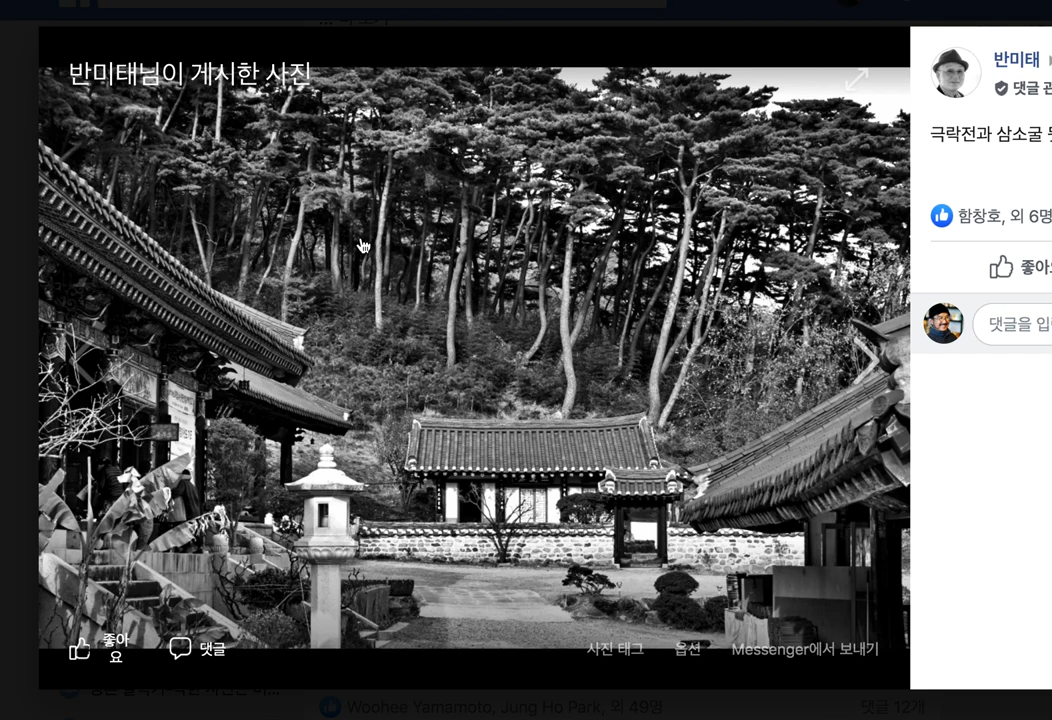 반미태님이 게시한 사진
반미태
댓글 관
극락전과 삼소굴
함창호, 외 6명
좋아요
댓글을 입
좋아
요
댓글
사진 태그
옵션
Messenger에서 보내기
Woohee Yamamoto, Jung Ho Park, 외 49명
댓글 12개